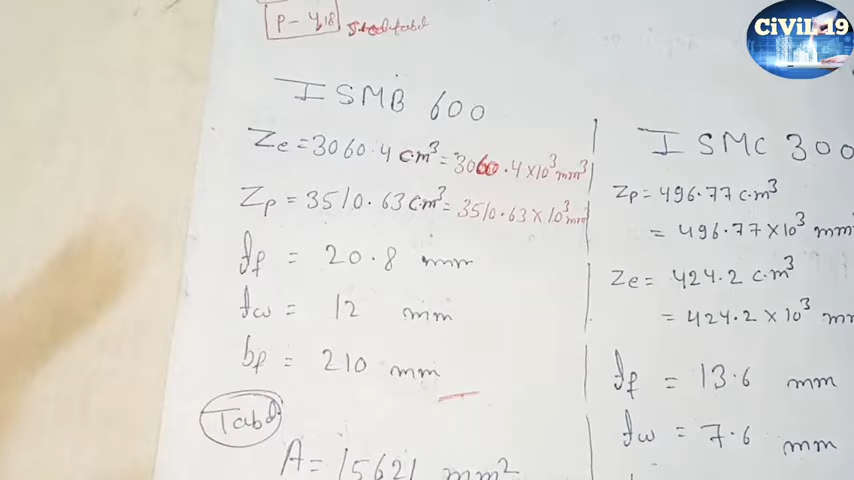 P - 4.18
CiViL 19
ISMB 600
Ze = 3060.4 cm³ = 3060.4 × 10³ mm³
Zp = 3510.63 cm³ = 3510.63 × 10³ mm
tf = 20.8 mm
tw = 12 mm
bf = 210 mm
A = 15621 mm²
ISMC 300
Zp = 496.77 cm³
= 496.77 × 10³ mm
Ze = 424.2 cm³
= 424.2 × 10³ mm
tf = 13.6 mm
tw = 7.6 mm